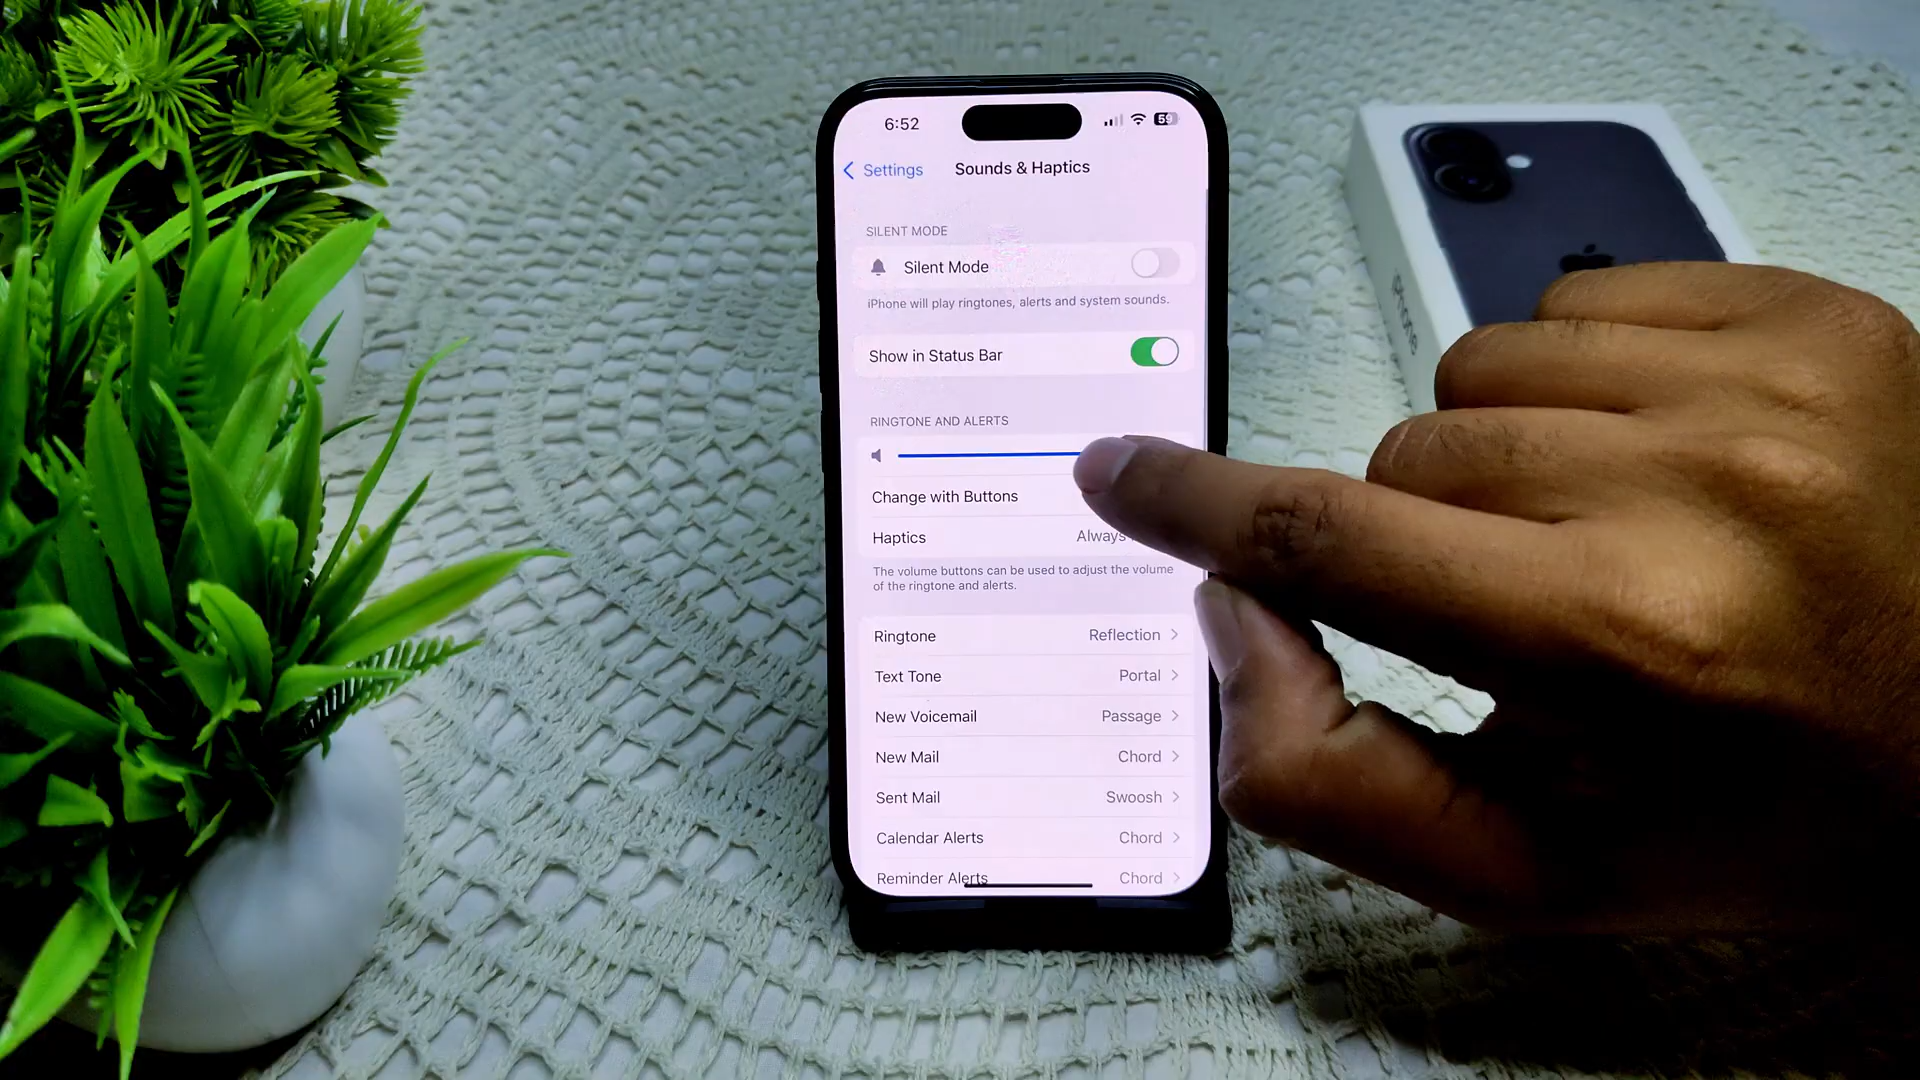 6:52
59
Settings
Sounds & Haptics
SILENT MODE
Silent Mode
iPhone will play ringtones, alerts and system sounds.
Show in Status Bar
RINGTONE AND ALERTS
Change with Buttons
Haptics
Always
The volume buttons can be used to adjust the volume
of the ringtone and alerts.
Ringtone
Reflection
Text Tone
Portal
New Voicemail
Passage
New Mail
Chord
Sent Mail
Swoosh
Calendar Alerts
Chord
Reminder Alerts
Chord
iPhone